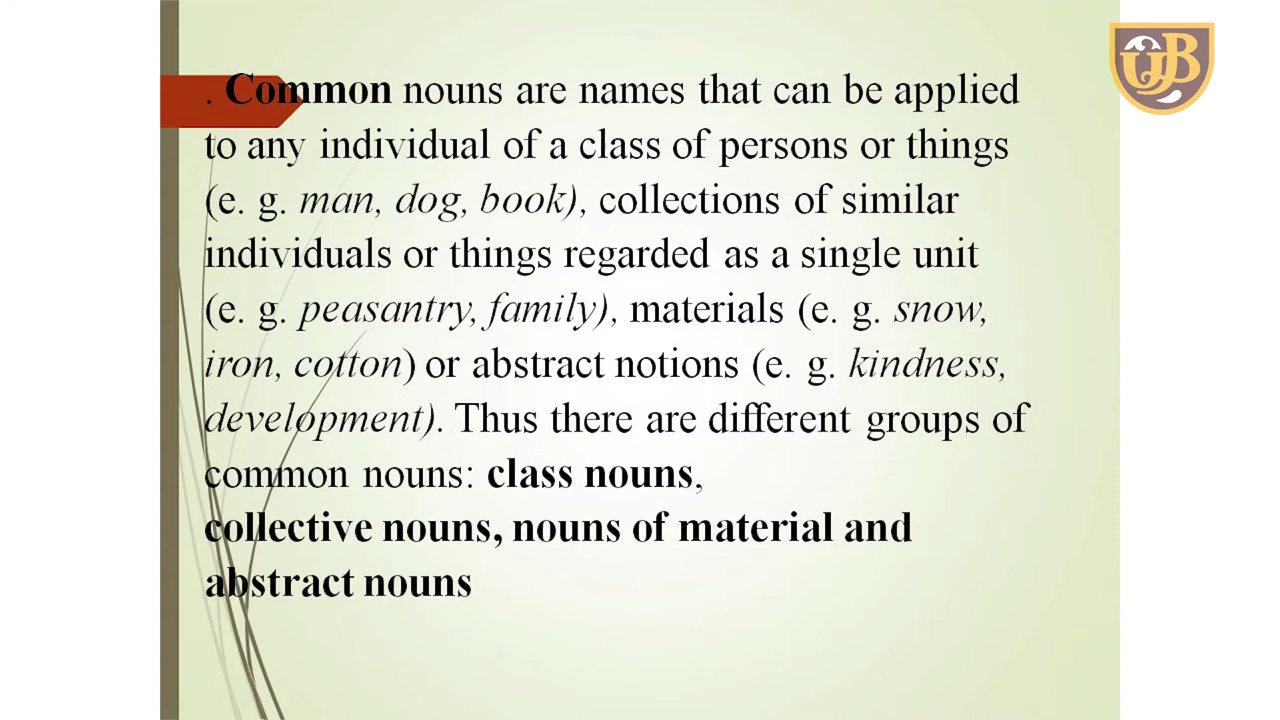 . Common nouns are names that can be applied
to any individual of a class of persons or things
(e. g. man, dog, book), collections of similar
individuals or things regarded as a single unit
(e. g. peasantry, family), materials (e. g. snow,
iron, cotton) or abstract notions (e. g. kindness,
development). Thus there are different groups of
common nouns: class nouns,
collective nouns, nouns of material and
abstract nouns